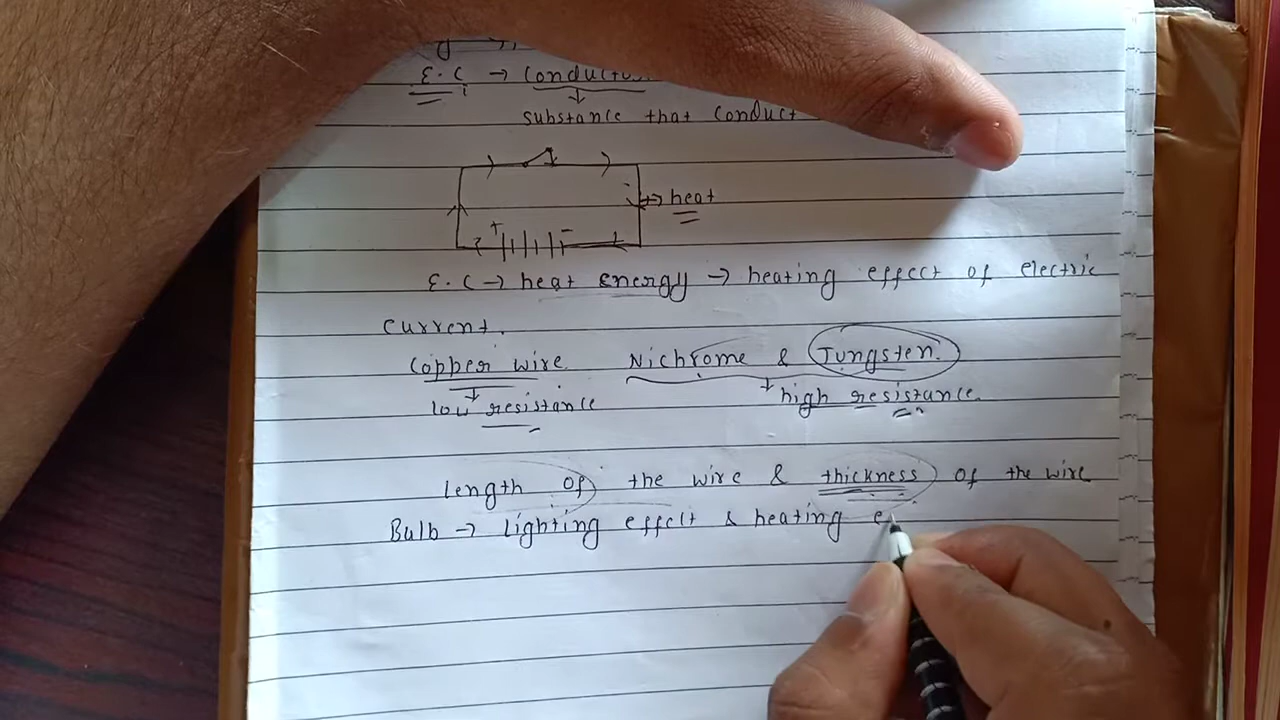 E.C → Conductor
substance that conduct
+ −
→ heat
E.C → heat energy → heating effect of electric
current.
Copper wire Nichrome & Tungsten.
low resistance high resistance.
length of the wire & thickness of the wire
Bulb → Lighting effect & heating e